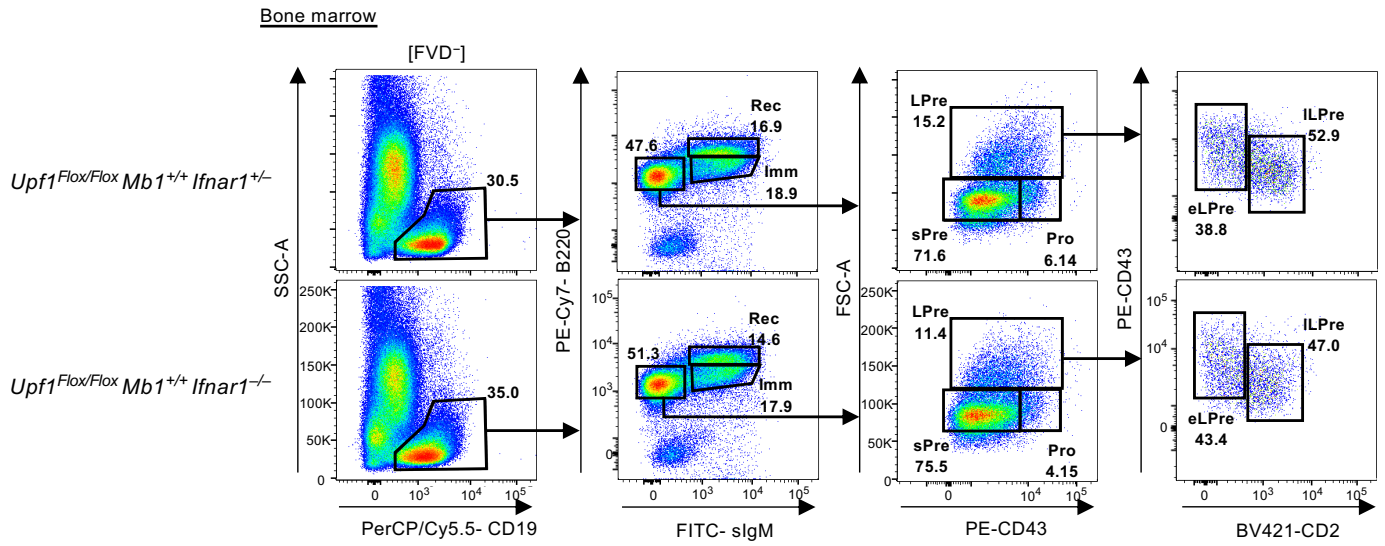 Bone marrow
[FVD⁻]
Upf1^Flox/Flox Mb1^+/+ Ifnar1^+/–
SSC-A
30.5
PE-Cy7- B220
47.6
Rec
16.9
Imm
18.9
FSC-A
LPre
15.2
sPre
71.6
Pro
6.14
PE-CD43
lLPre
52.9
eLPre
38.8
Upf1^Flox/Flox Mb1^+/+ Ifnar1^–/–
250K
200K
150K
100K
50K
0
35.0
0 10³ 10⁴ 10⁵
PerCP/Cy5.5- CD19
10⁵
10⁴
10³
0
51.3
Rec
14.6
Imm
17.9
0 10³ 10⁴ 10⁵
FITC- sIgM
250K
200K
150K
100K
50K
LPre
11.4
sPre
75.5
Pro
4.15
0 10³ 10⁴ 10⁵
PE-CD43
10⁵
10⁴
0
lLPre
47.0
eLPre
43.4
0 10³ 10⁴ 10⁵
BV421-CD2